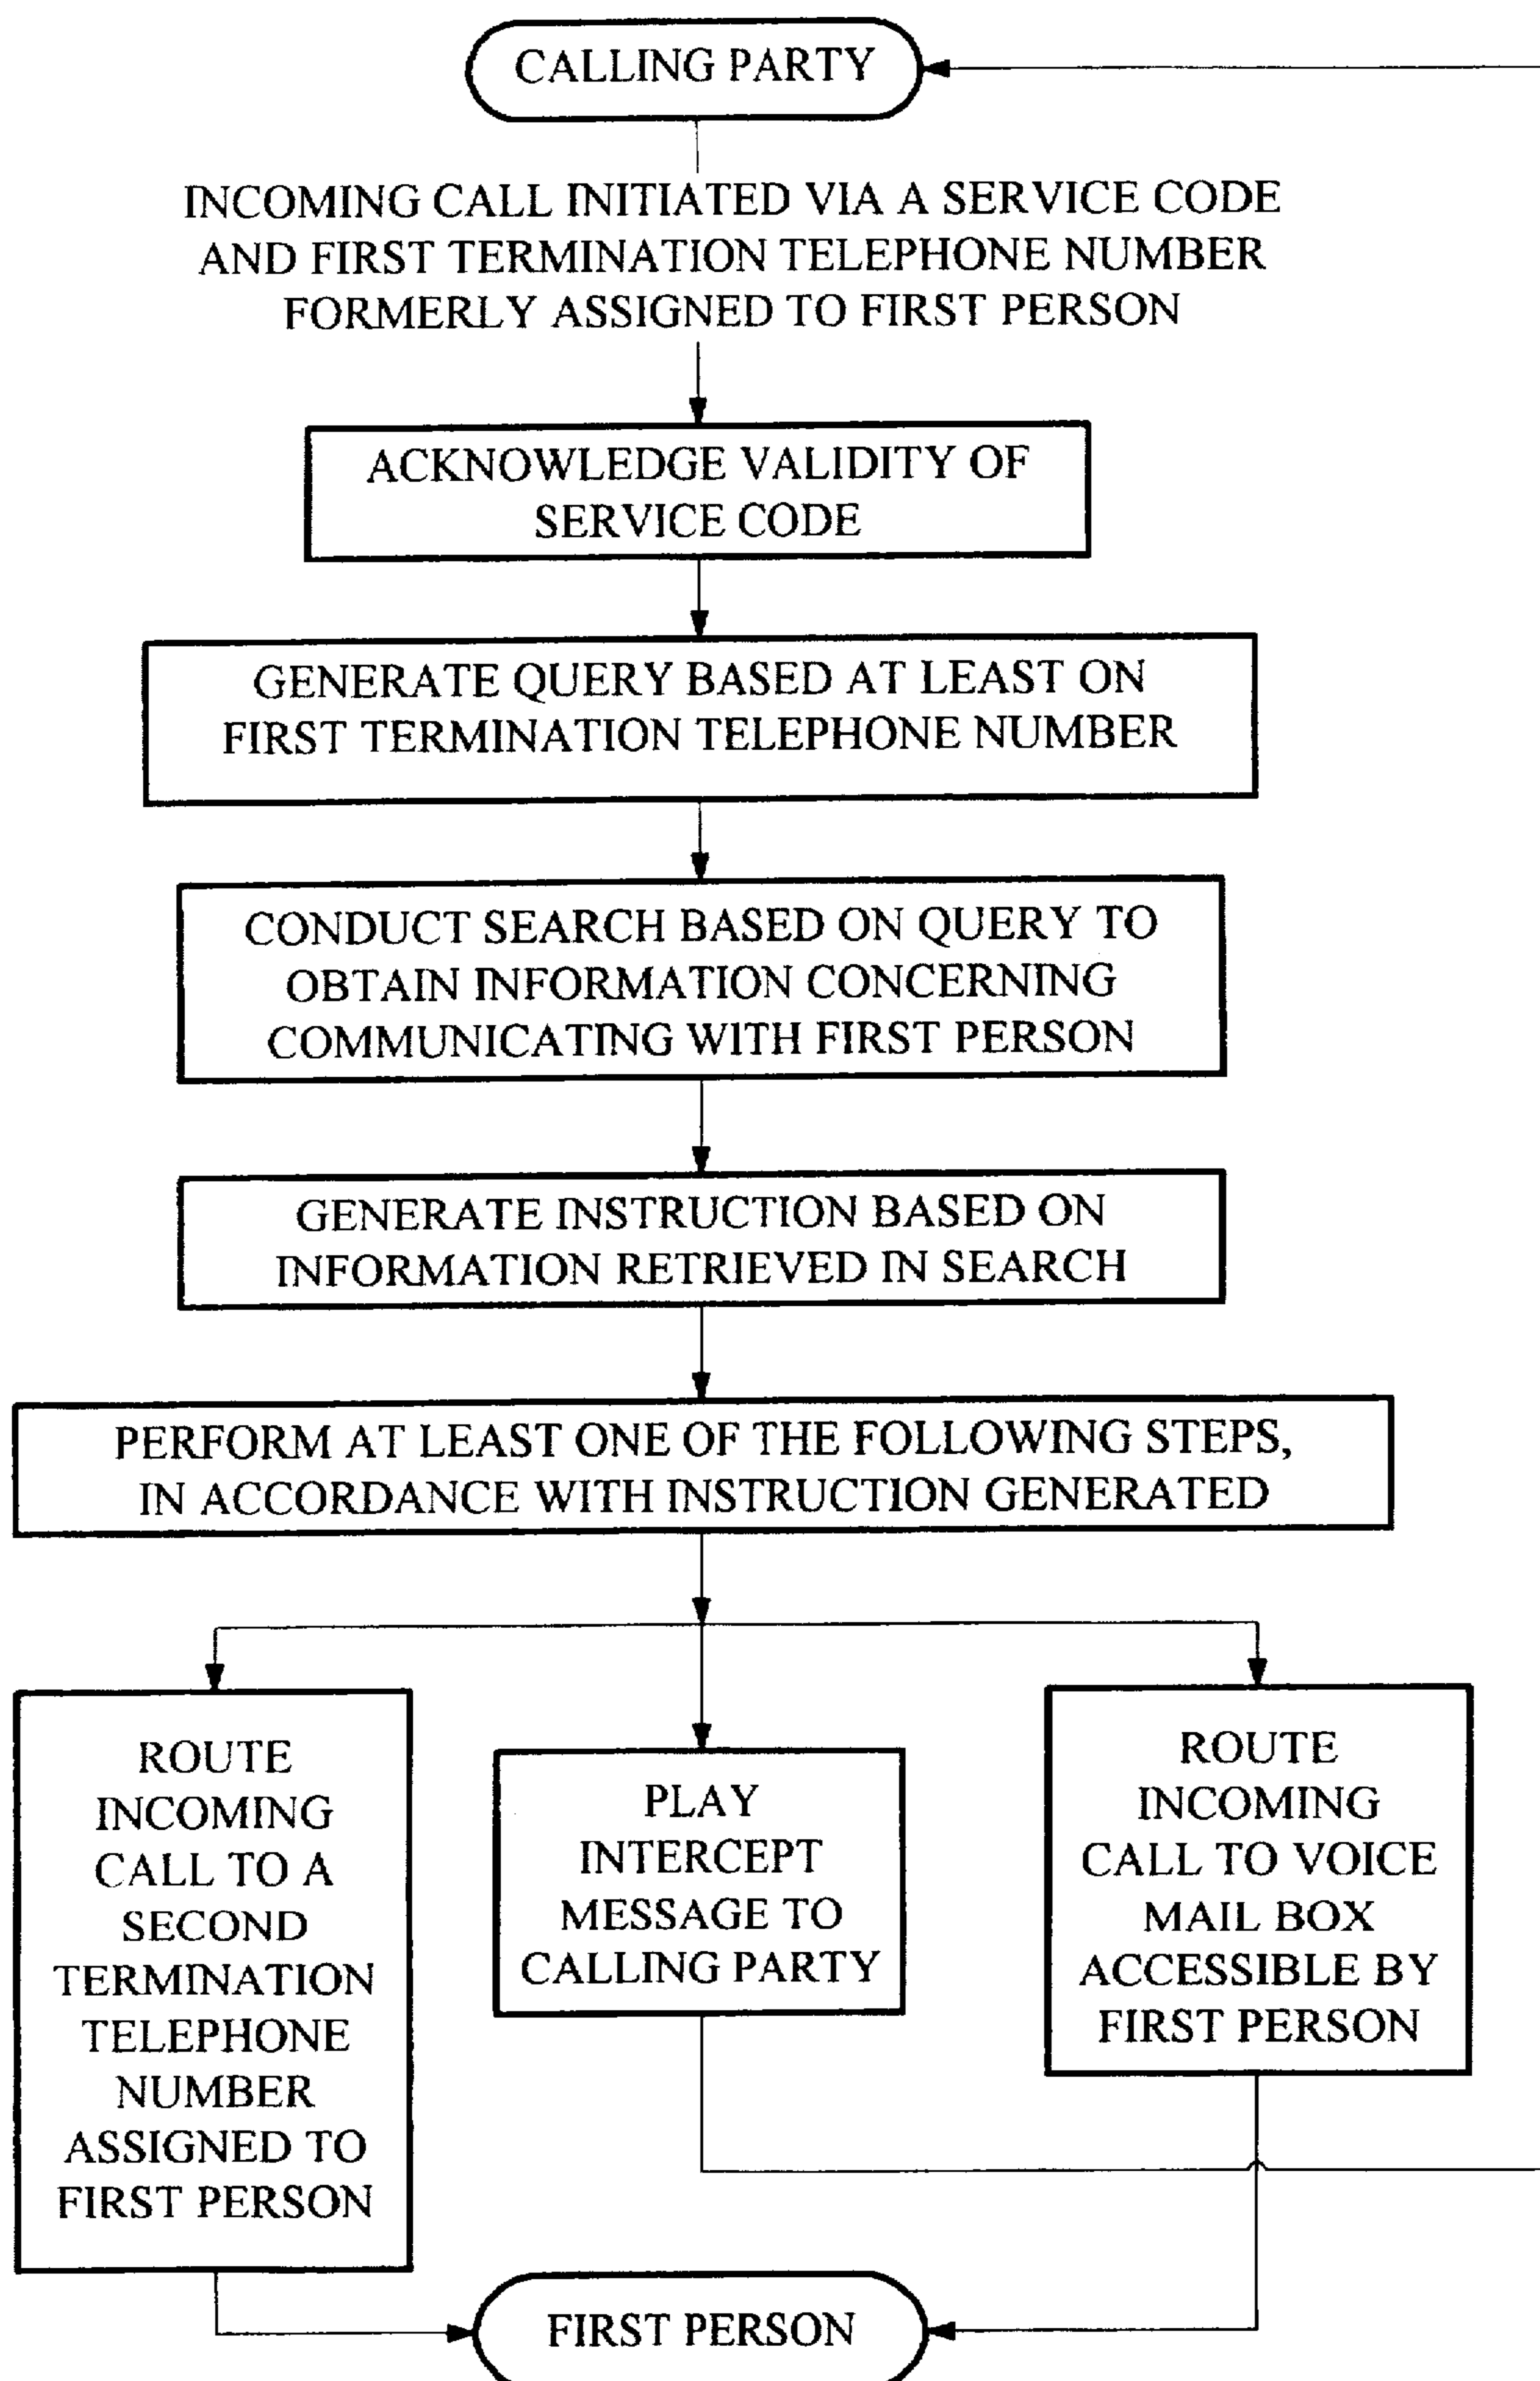 CALLING PARTY
INCOMING CALL INITIATED VIA A SERVICE CODE
AND FIRST TERMINATION TELEPHONE NUMBER
FORMERLY ASSIGNED TO FIRST PERSON
ACKNOWLEDGE VALIDITY OF
SERVICE CODE
GENERATE QUERY BASED AT LEAST ON
FIRST TERMINATION TELEPHONE NUMBER
CONDUCT SEARCH BASED ON QUERY TO
OBTAIN INFORMATION CONCERNING
COMMUNICATING WITH FIRST PERSON
GENERATE INSTRUCTION BASED ON
INFORMATION RETRIEVED IN SEARCH
PERFORM AT LEAST ONE OF THE FOLLOWING STEPS,
IN ACCORDANCE WITH INSTRUCTION GENERATED
ROUTE
INCOMING
CALL TO A
SECOND
TERMINATION
TELEPHONE
NUMBER
ASSIGNED TO
FIRST PERSON
PLAY
INTERCEPT
MESSAGE TO
CALLING PARTY
ROUTE
INCOMING
CALL TO VOICE
MAIL BOX
ACCESSIBLE BY
FIRST PERSON
FIRST PERSON